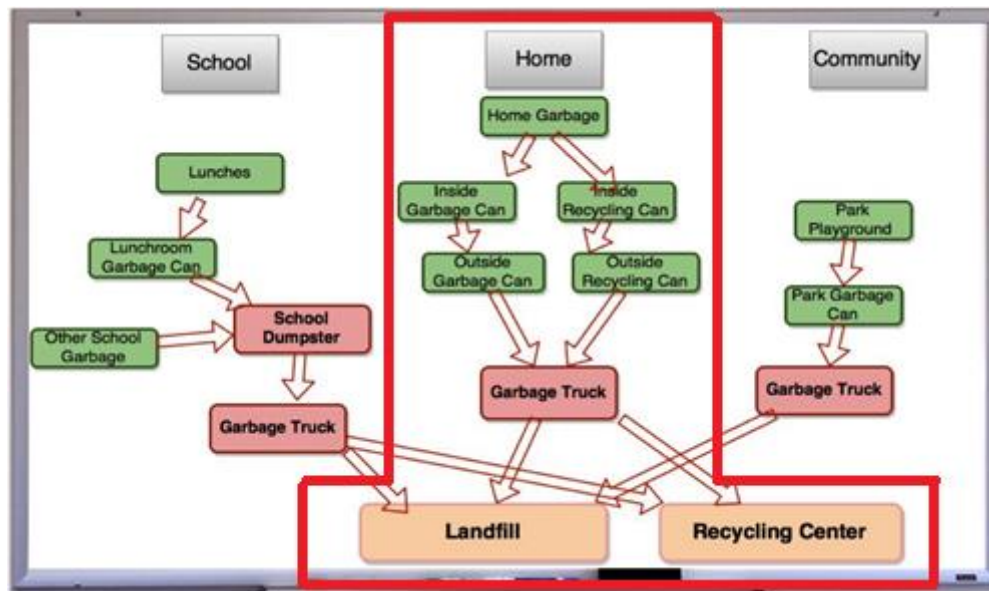 School
Home
Community
Home Garbage
Lunches
Inside
Garbage Can
Inside
Recycling Can
Park
Playground
Lunchroom
Garbage Can
Outside
Garbage Can
Outside
Recycling Can
Park Garbage
Can
School
Dumpster
Other School
Garbage
Garbage Truck
Garbage Truck
Garbage Truck
Landfill
Recycling Center